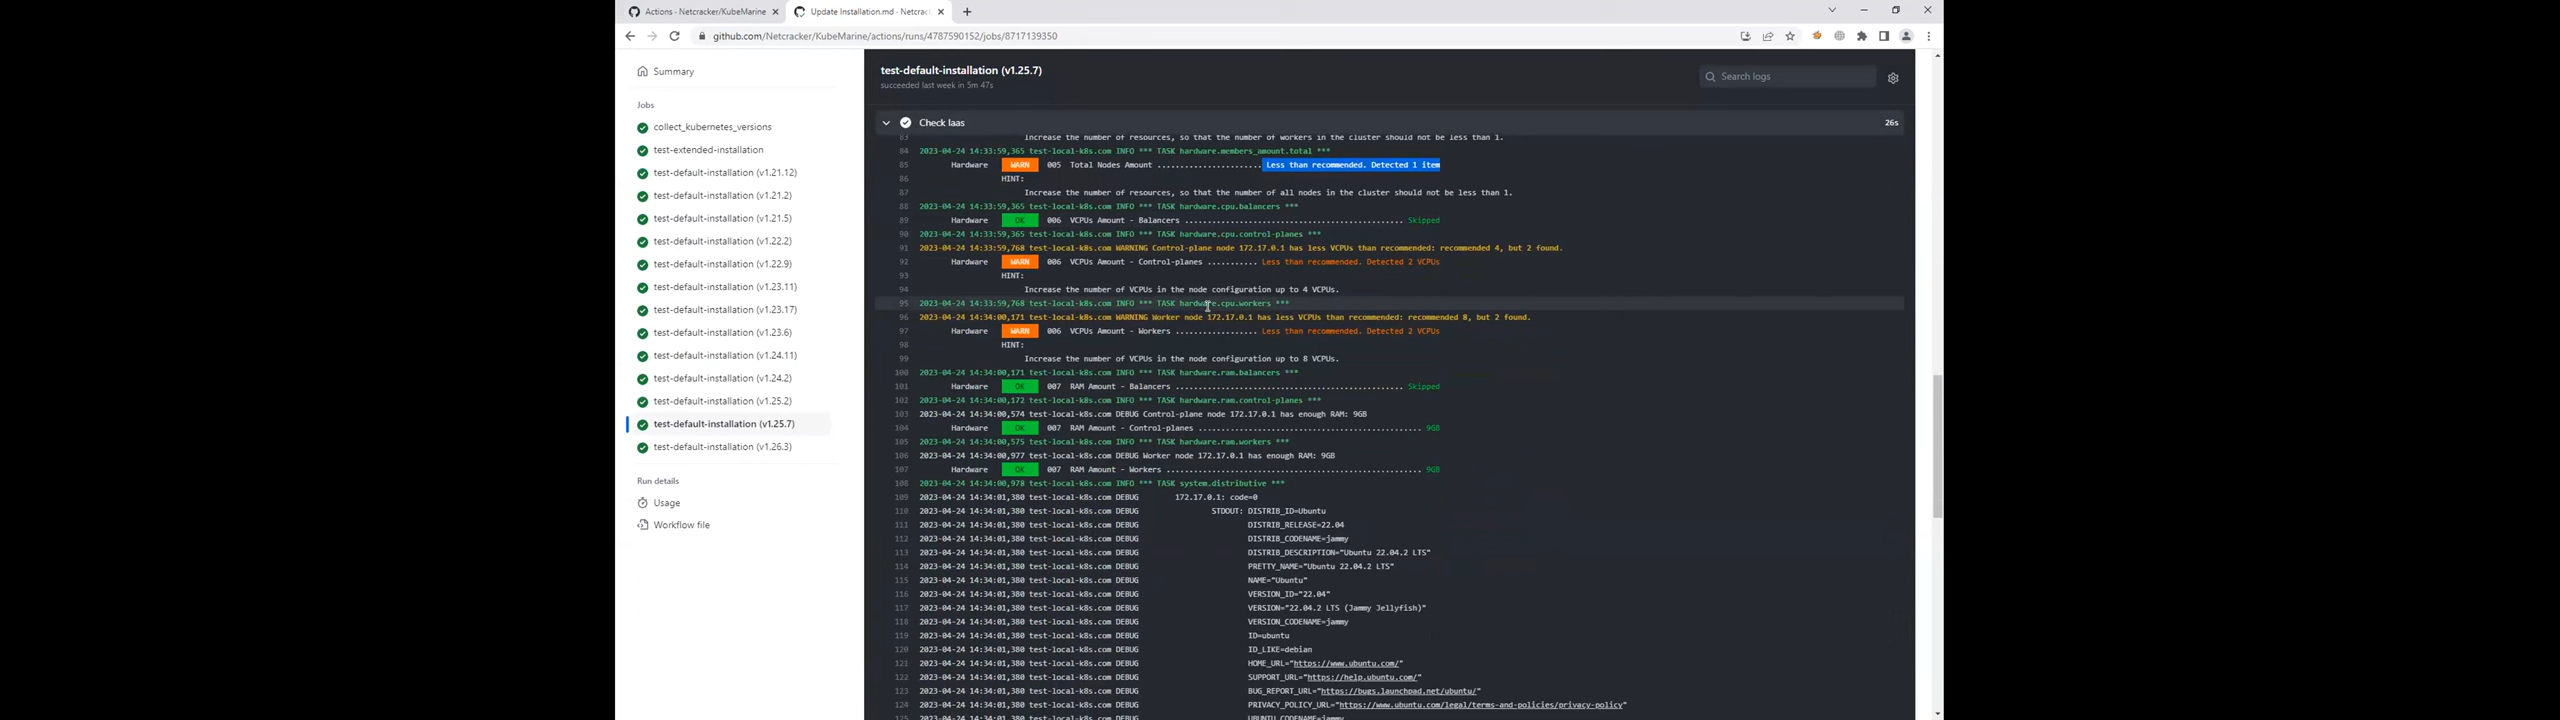 Actions - Netcracker/KubeMarine
Update Installation.md - Netcrac
github.com/Netcracker/KubeMarine/actions/runs/4787590152/jobs/8717139350
Summary
Jobs
collect_kubernetes_versions
test-extended-installation
test-default-installation (v1.21.12)
test-default-installation (v1.21.2)
test-default-installation (v1.21.5)
test-default-installation (v1.22.2)
test-default-installation (v1.22.9)
test-default-installation (v1.23.11)
test-default-installation (v1.23.17)
test-default-installation (v1.23.6)
test-default-installation (v1.24.11)
test-default-installation (v1.24.2)
test-default-installation (v1.25.2)
test-default-installation (v1.25.7)
test-default-installation (v1.26.3)
Run details
Usage
Workflow file
test-default-installation (v1.25.7)
succeeded last week in 5m 47s
Search logs
Check Iaas 26s
83 Increase the number of resources, so that the number of workers in the cluster should not be less than 1.
84 2023-04-24 14:33:59,365 test-local-k8s.com INFO *** TASK hardware.members_amount.total ***
85 Hardware WARN 005 Total Nodes Amount ....................... Less than recommended. Detected 1 item
86 HINT:
87 Increase the number of resources, so that the number of all nodes in the cluster should not be less than 1.
88 2023-04-24 14:33:59,365 test-local-k8s.com INFO *** TASK hardware.cpu.balancers ***
89 Hardware OK 006 VCPUs Amount - Balancers ................................................ Skipped
90 2023-04-24 14:33:59,365 test-local-k8s.com INFO *** TASK hardware.cpu.control-planes ***
91 2023-04-24 14:33:59,768 test-local-k8s.com WARNING Control-plane node 172.17.0.1 has less VCPUs than recommended: recommended 4, but 2 found.
92 Hardware WARN 006 VCPUs Amount - Control-planes ........... Less than recommended. Detected 2 VCPUs
93 HINT:
94 Increase the number of VCPUs in the node configuration up to 4 VCPUs.
95 2023-04-24 14:33:59,768 test-local-k8s.com INFO *** TASK hardware.cpu.workers ***
96 2023-04-24 14:34:00,171 test-local-k8s.com WARNING Worker node 172.17.0.1 has less VCPUs than recommended: recommended 8, but 2 found.
97 Hardware WARN 006 VCPUs Amount - Workers .................. Less than recommended. Detected 2 VCPUs
98 HINT:
99 Increase the number of VCPUs in the node configuration up to 8 VCPUs.
100 2023-04-24 14:34:00,171 test-local-k8s.com INFO *** TASK hardware.ram.balancers ***
101 Hardware OK 007 RAM Amount - Balancers .................................................. Skipped
102 2023-04-24 14:34:00,172 test-local-k8s.com INFO *** TASK hardware.ram.control-planes ***
103 2023-04-24 14:34:00,574 test-local-k8s.com DEBUG Control-plane node 172.17.0.1 has enough RAM: 9GB
104 Hardware OK 007 RAM Amount - Control-planes ................................................. 9GB
105 2023-04-24 14:34:00,575 test-local-k8s.com INFO *** TASK hardware.ram.workers ***
106 2023-04-24 14:34:00,977 test-local-k8s.com DEBUG Worker node 172.17.0.1 has enough RAM: 9GB
107 Hardware OK 007 RAM Amount - Workers ........................................................ 9GB
108 2023-04-24 14:34:00,978 test-local-k8s.com INFO *** TASK system.distributive ***
109 2023-04-24 14:34:01,380 test-local-k8s.com DEBUG 172.17.0.1: code=0
110 2023-04-24 14:34:01,380 test-local-k8s.com DEBUG STDOUT: DISTRIB_ID=Ubuntu
111 2023-04-24 14:34:01,380 test-local-k8s.com DEBUG DISTRIB_RELEASE=22.04
112 2023-04-24 14:34:01,380 test-local-k8s.com DEBUG DISTRIB_CODENAME=jammy
113 2023-04-24 14:34:01,380 test-local-k8s.com DEBUG DISTRIB_DESCRIPTION="Ubuntu 22.04.2 LTS"
114 2023-04-24 14:34:01,380 test-local-k8s.com DEBUG PRETTY_NAME="Ubuntu 22.04.2 LTS"
115 2023-04-24 14:34:01,380 test-local-k8s.com DEBUG NAME="Ubuntu"
116 2023-04-24 14:34:01,380 test-local-k8s.com DEBUG VERSION_ID="22.04"
117 2023-04-24 14:34:01,380 test-local-k8s.com DEBUG VERSION="22.04.2 LTS (Jammy Jellyfish)"
118 2023-04-24 14:34:01,380 test-local-k8s.com DEBUG VERSION_CODENAME=jammy
119 2023-04-24 14:34:01,380 test-local-k8s.com DEBUG ID=ubuntu
120 2023-04-24 14:34:01,380 test-local-k8s.com DEBUG ID_LIKE=debian
121 2023-04-24 14:34:01,380 test-local-k8s.com DEBUG HOME_URL="https://www.ubuntu.com/"
122 2023-04-24 14:34:01,380 test-local-k8s.com DEBUG SUPPORT_URL="https://help.ubuntu.com/"
123 2023-04-24 14:34:01,380 test-local-k8s.com DEBUG BUG_REPORT_URL="https://bugs.launchpad.net/ubuntu/"
124 2023-04-24 14:34:01,380 test-local-k8s.com DEBUG PRIVACY_POLICY_URL="https://www.ubuntu.com/legal/terms-and-policies/privacy-policy"
125 2023-04-24 14:34:01,380 test-local-k8s.com DEBUG UBUNTU_CODENAME=jammy